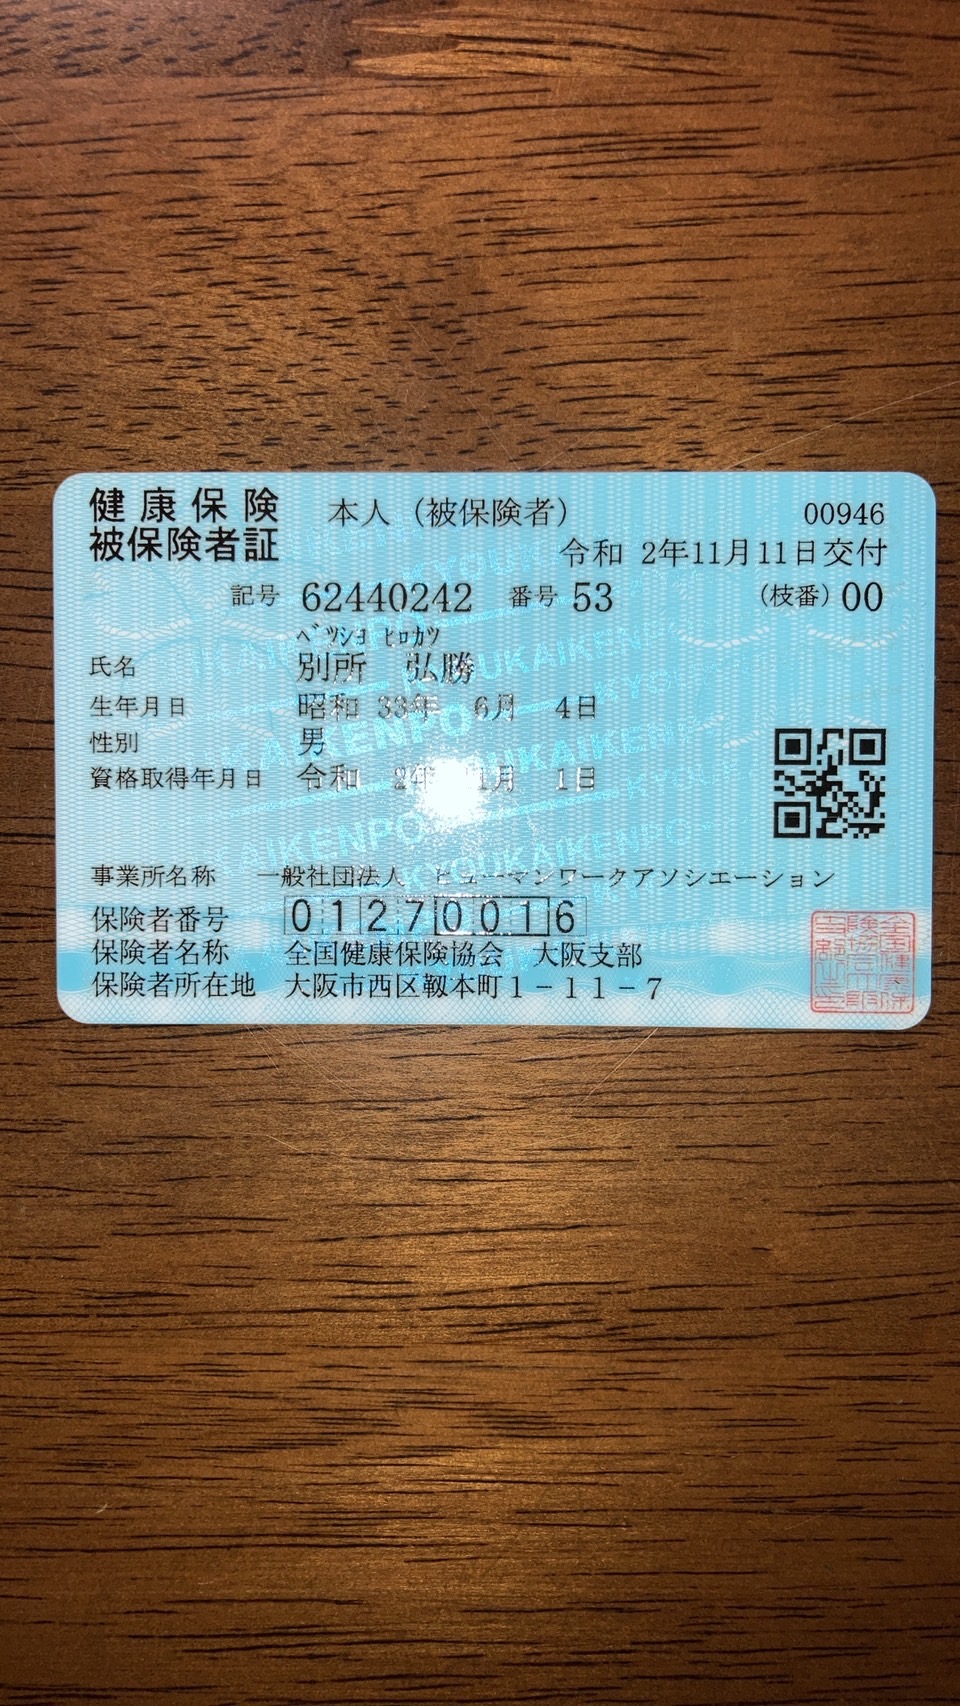 健康保険 本人（被保険者） 00946
被保険者証 令和 2年11月11日交付
記号 62440242 番号 53 （枝番）00
ﾍﾞﾂｼﾖ ﾋﾛｶﾂ
氏名 別所 弘勝
生年月日 昭和 33年 6月 4日
性別 男
資格取得年月日 令和 2年 1月 1日
事業所名称 一般社団法人 ヒューマンワークアソシエーション
保険者番号 01270016
保険者名称 全国健康保険協会 大阪支部
保険者所在地 大阪市西区靱本町１－１１－７